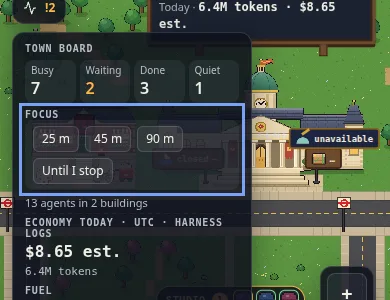 !2
Today · 6.4M tokens · $8.65
est.
TOWN BOARD
Busy Waiting Done Quiet
7 2 3 1
FOCUS
25 m 45 m 90 m
Until I stop
unavailable
closed
13 agents in 2 buildings
ECONOMY TODAY · UTC · HARNESS
LOGS
$8.65 est.
6.4M tokens
FUEL
STUDIO
+